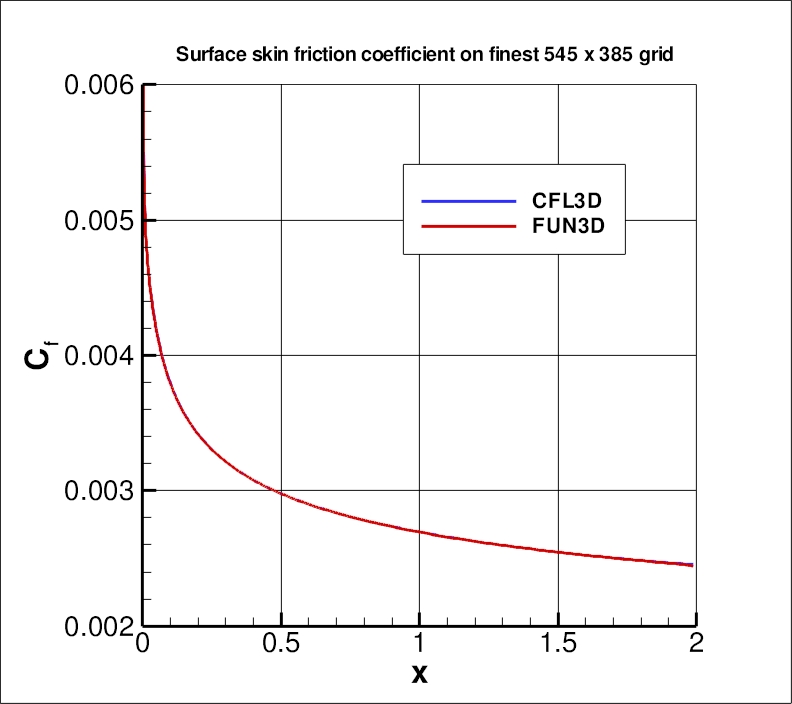 Surface skin friction coefficient on finest 545 x 385 grid
0.006
0.005
0.004
0.003
0.002
Cf
CFL3D
FUN3D
0
0.5
1
1.5
2
x